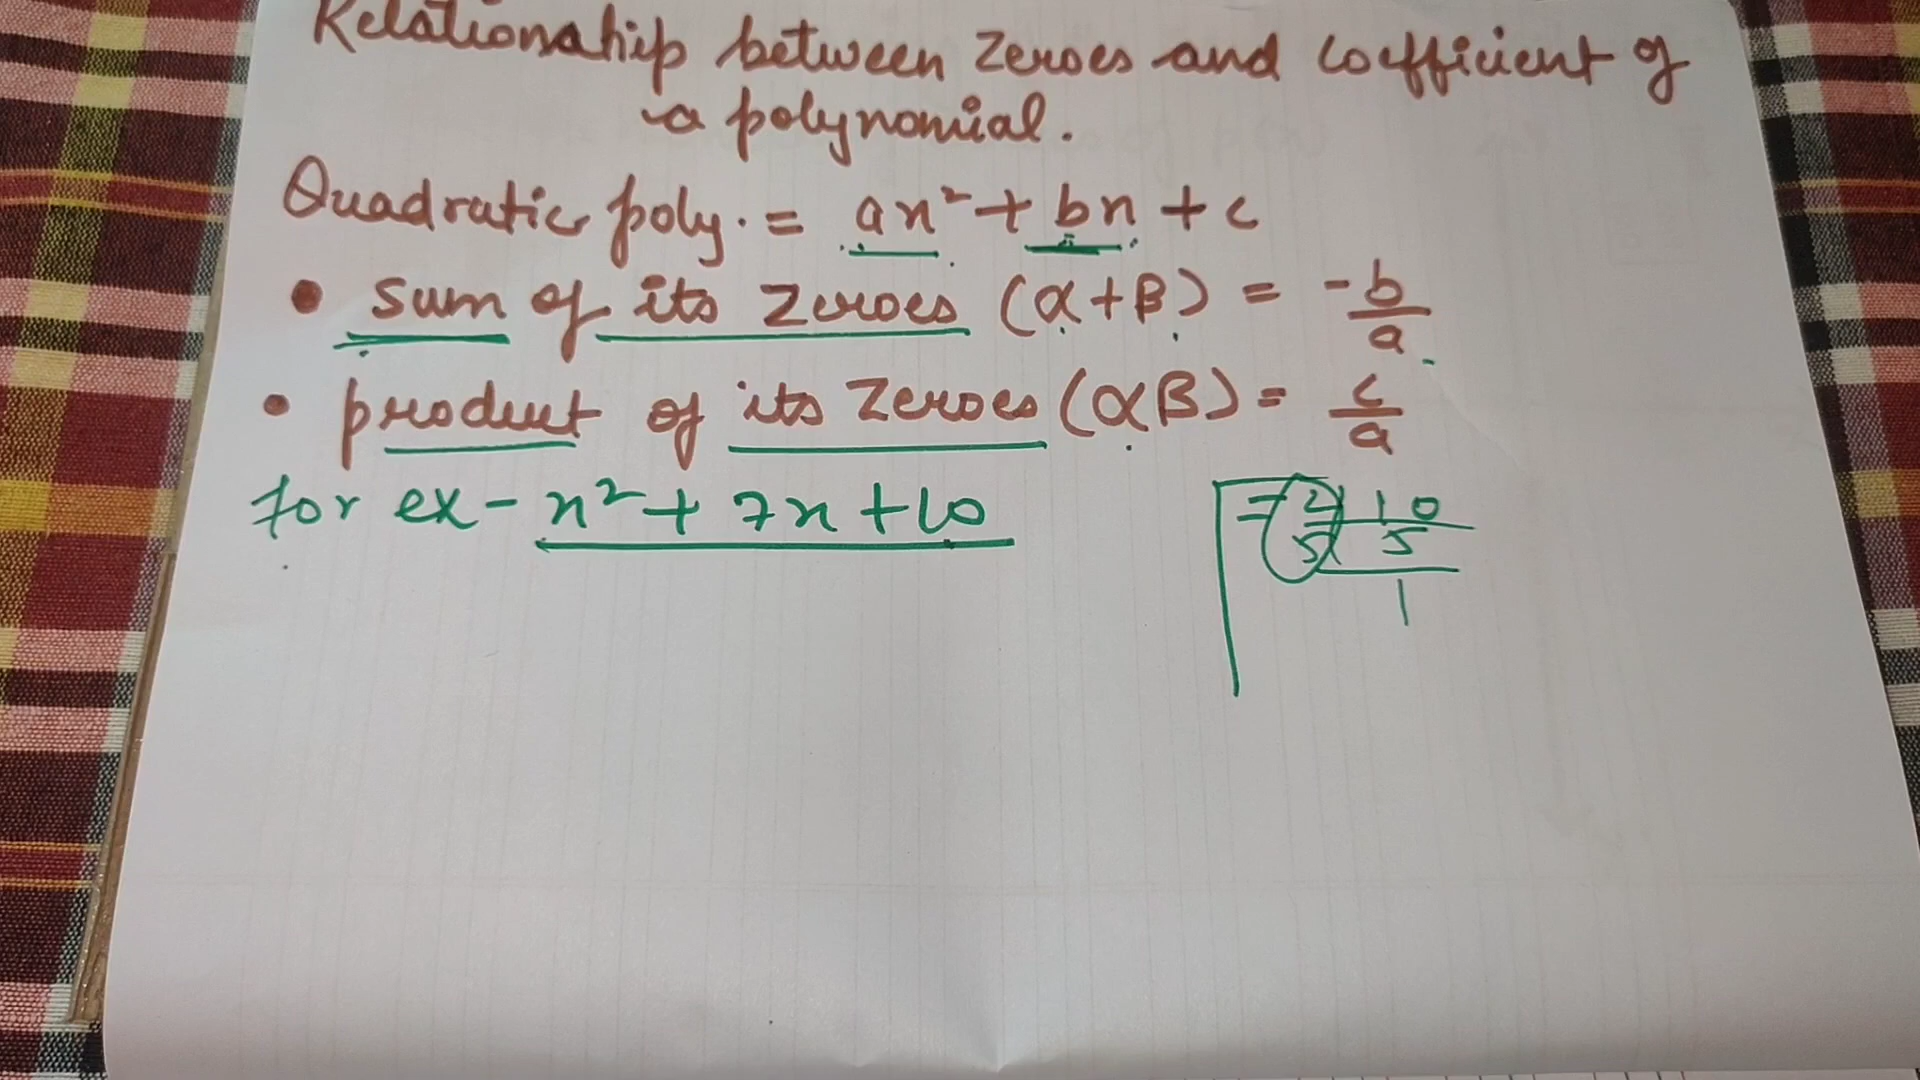 Relationship between zeroes and coefficient of
a polynomial.
Quadratic poly. = ax² + bx + c
• sum of its zeroes (α+β) = -b/a
• product of its zeroes (αβ) = c/a
for ex - x² + 7x + 10
= 2 | 10
5 | 5
1